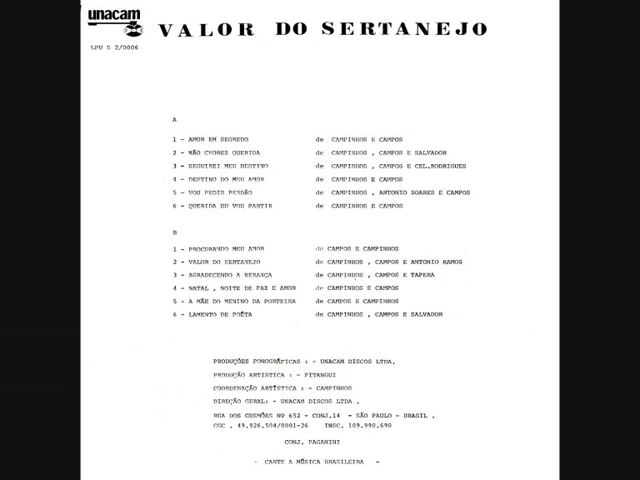 unacam
VALOR DO SERTANEJO
LPU S 2/0006
A
1 - AMOR EM SEGREDO de CAMPINHOS E CAMPOS
2 - NÃO CHORES QUERIDA de CAMPINHOS , CAMPOS E SALVADOR
3 - SEGUIREI MEU DESTINO de CAMPINHOS , CAMPOS E CEL.RODRIGUES
4 - DESTINO DO MEU AMOR de CAMPINHOS E CAMPOS
5 - VOU PEDIR PERDÃO de CAMPINHOS , ANTONIO SOARES E CAMPOS
6 - QUERIDA EU VOU PARTIR de CAMPINHOS E CAMPOS
B
1 - PROCURANDO MEU AMOR de CAMPOS E CAMPINHOS
2 - VALOR DO SERTANEJO de CAMPINHOS , CAMPOS E ANTONIO RAMOS
3 - AGRADECENDO A HERANÇA de CAMPINHOS , CAMPOS E TAPERA
4 - NATAL , NOITE DE PAZ E AMOR de CAMPINHOS E CAMPOS
5 - A MÃE DO MENINO DA PORTEIRA de CAMPOS E CAMPINHOS
6 - LAMENTO DE POÊTA de CAMPINHOS , CAMPOS E SALVADOR
PRODUÇÕES FONOGRÁFICAS : - UNACAM DISCOS LTDA.
PRODUÇÃO ARTISTICA : - PITANGUI
COORDENAÇÃO ARTÍSTICA : - CAMPINHOS
DIREÇÃO GERAL: - UNACAM DISCOS LTDA .
RUA DOS GUSMÕES Nº 652 - CONJ.14 - SÃO PAULO - BRASIL .
CGC . 49.926.504/0001-26 INSC. 109.990.690
CONJ. PAGANINI
- CANTE A MÚSICA BRASILEIRA -